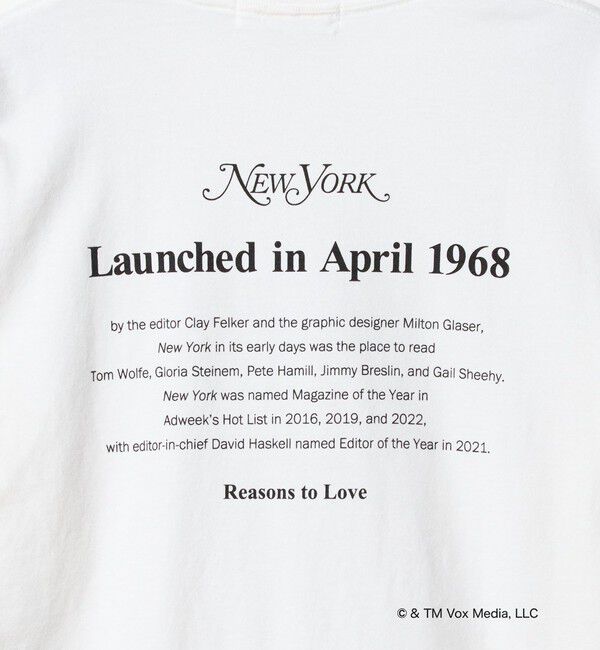 New York
Launched in April 1968
by the editor Clay Felker and the graphic designer Milton Glaser,
New York in its early days was the place to read
Tom Wolfe, Gloria Steinem, Pete Hamill, Jimmy Breslin, and Gail Sheehy.
New York was named Magazine of the Year in
Adweek's Hot List in 2016, 2019, and 2022,
with editor-in-chief David Haskell named Editor of the Year in 2021.
Reasons to Love
© & TM Vox Media, LLC